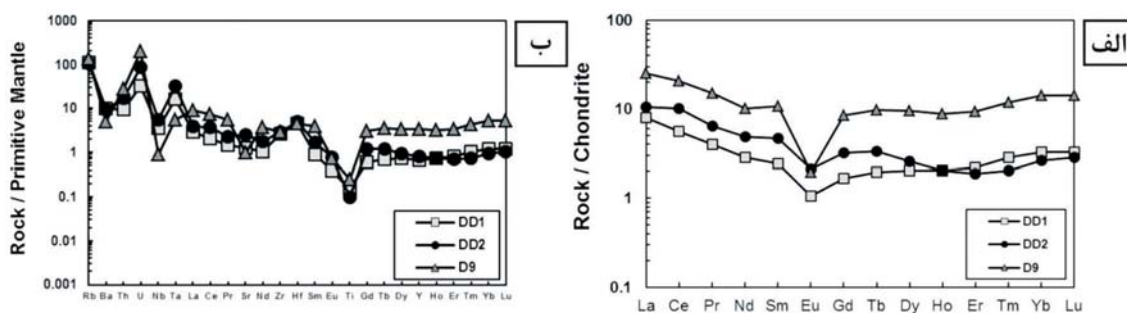 ب
Rock / Primitive Mantle
1000
100
10
1
0.1
0.01
0.001
DD1
DD2
D9
Rb Ba Th U Nb Ta La Ce Pr Sr Nd Zr Hf Sm Eu Ti Gd Tb Dy Y Ho Er Tm Yb Lu
الف
Rock / Chondrite
100
10
1
0.1
DD1
DD2
D9
La Ce Pr Nd Sm Eu Gd Tb Dy Ho Er Tm Yb Lu